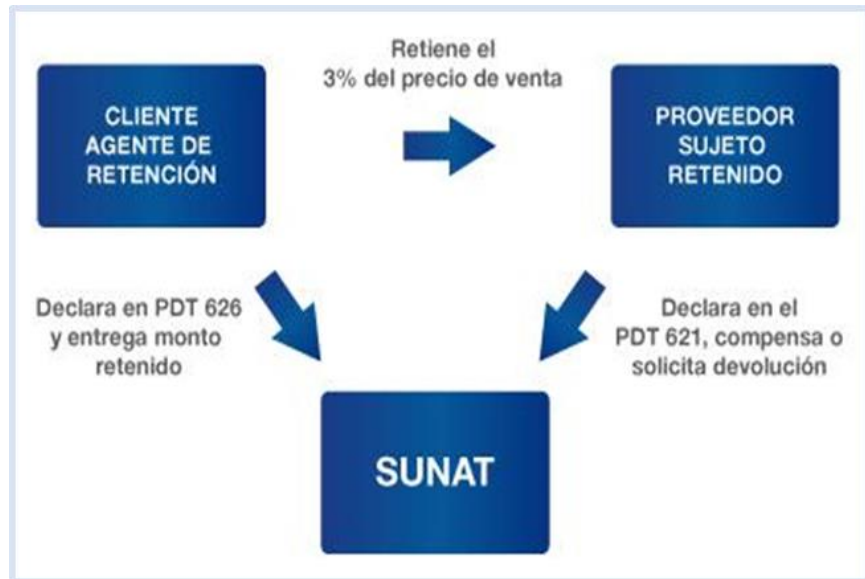 Retiene el
3% del precio de venta
CLIENTE
AGENTE DE
RETENCIÓN
PROVEEDOR
SUJETO
RETENIDO
Declara en PDT 626
y entrega monto
retenido
Declara en el
PDT 621, compensa o
solicita devolución
SUNAT